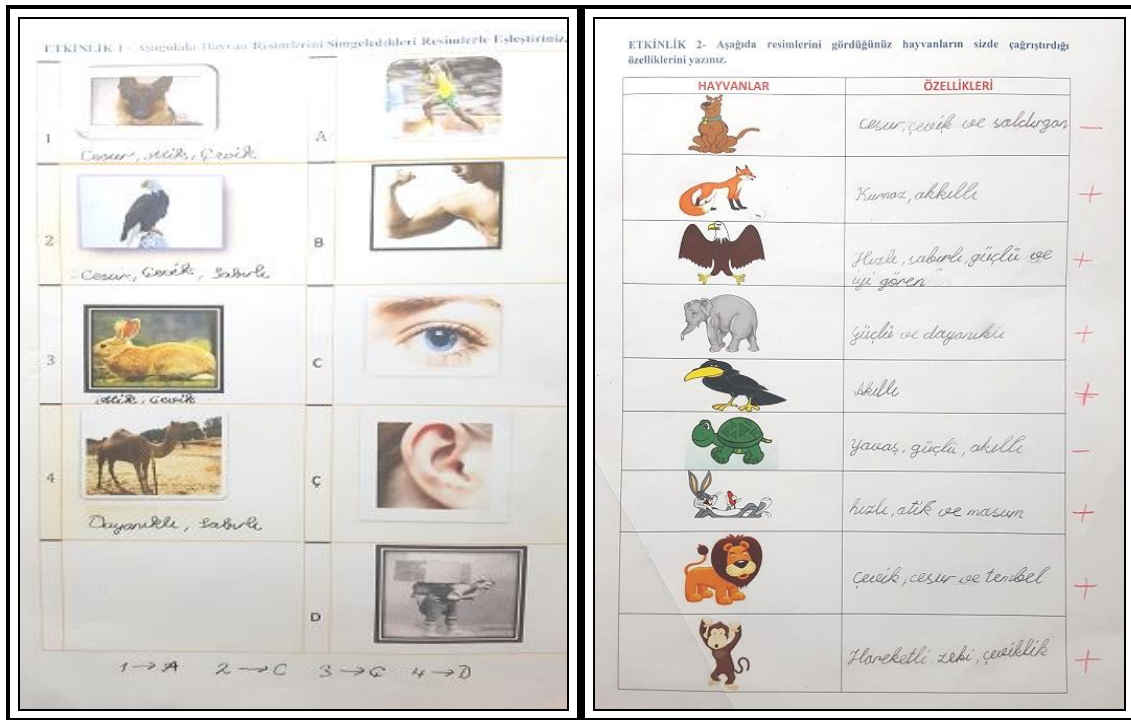 ETKİNLİK 1- Aşağıdaki Hayvan Resimlerini Simgeledikleri Resimlerle Eşleştiriniz.
1
Cesur, Atik, Çevik
A
2
Cesur, Çevik, Sabırlı
B
3
Atik, Çevik
C
4
Dayanıklı, Sabırlı
Ç
D
1→A 2→C 3→Ç 4→D
ETKİNLİK 2- Aşağıda resimlerini gördüğünüz hayvanların sizde çağrıştırdığı
özelliklerini yazınız.
HAYVANLAR ÖZELLİKLERİ
cesur, çevik ve saldırgan −
Kurnaz, akkıllı +
Hızlı, sabırlı, güçlü ve
iyi gören +
güçlü ve dayanıklı +
Akıllı +
Yavaş, güçlü, akıllı −
hızlı, atik ve masum +
Çevik, cesur ve tembel +
Hareketli, zeki, çeviklik +